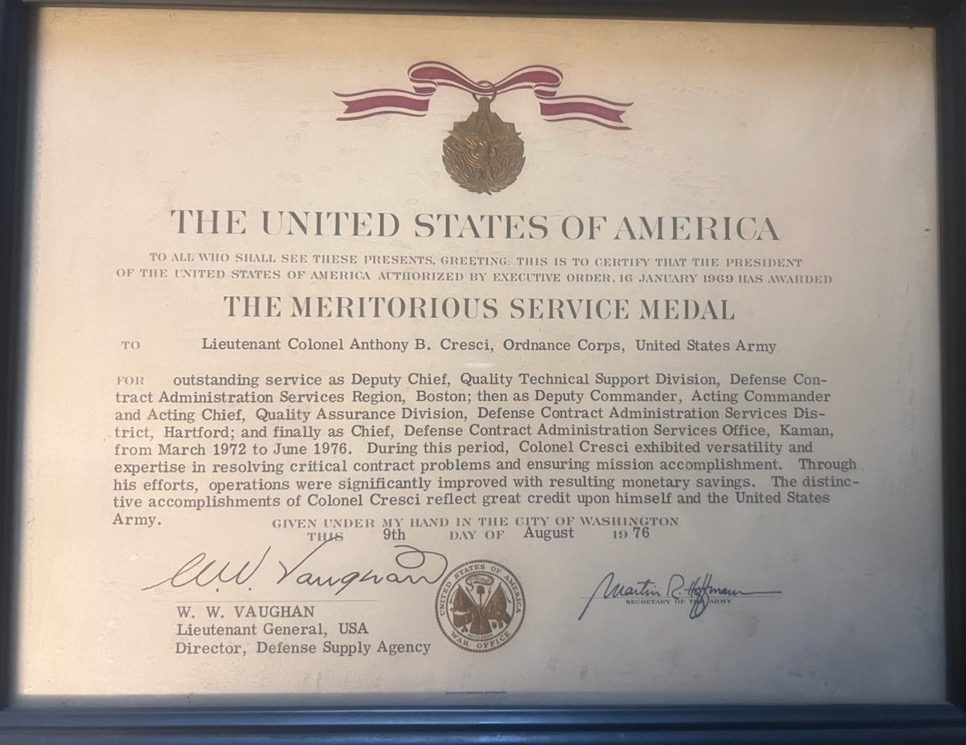 THE UNITED STATES OF AMERICA
TO ALL WHO SHALL SEE THESE PRESENTS, GREETING: THIS IS TO CERTIFY THAT THE PRESIDENT
OF THE UNITED STATES OF AMERICA AUTHORIZED BY EXECUTIVE ORDER, 16 JANUARY 1969 HAS AWARDED
THE MERITORIOUS SERVICE MEDAL
TO Lieutenant Colonel Anthony B. Cresci, Ordnance Corps, United States Army
FOR outstanding service as Deputy Chief, Quality Technical Support Division, Defense Con-
tract Administration Services Region, Boston; then as Deputy Commander, Acting Commander
and Acting Chief, Quality Assurance Division, Defense Contract Administration Services Dis-
trict, Hartford; and finally as Chief, Defense Contract Administration Services Office, Kaman,
from March 1972 to June 1976. During this period, Colonel Cresci exhibited versatility and
expertise in resolving critical contract problems and ensuring mission accomplishment. Through
his efforts, operations were significantly improved with resulting monetary savings. The distinc-
tive accomplishments of Colonel Cresci reflect great credit upon himself and the United States
Army.
GIVEN UNDER MY HAND IN THE CITY OF WASHINGTON
THIS 9th DAY OF August 1976
W.W. Vaughan
W. W. VAUGHAN
Lieutenant General, USA
Director, Defense Supply Agency
UNITED STATES OF AMERICA
WAR OFFICE
Martin R. Hoffmann
SECRETARY OF THE ARMY